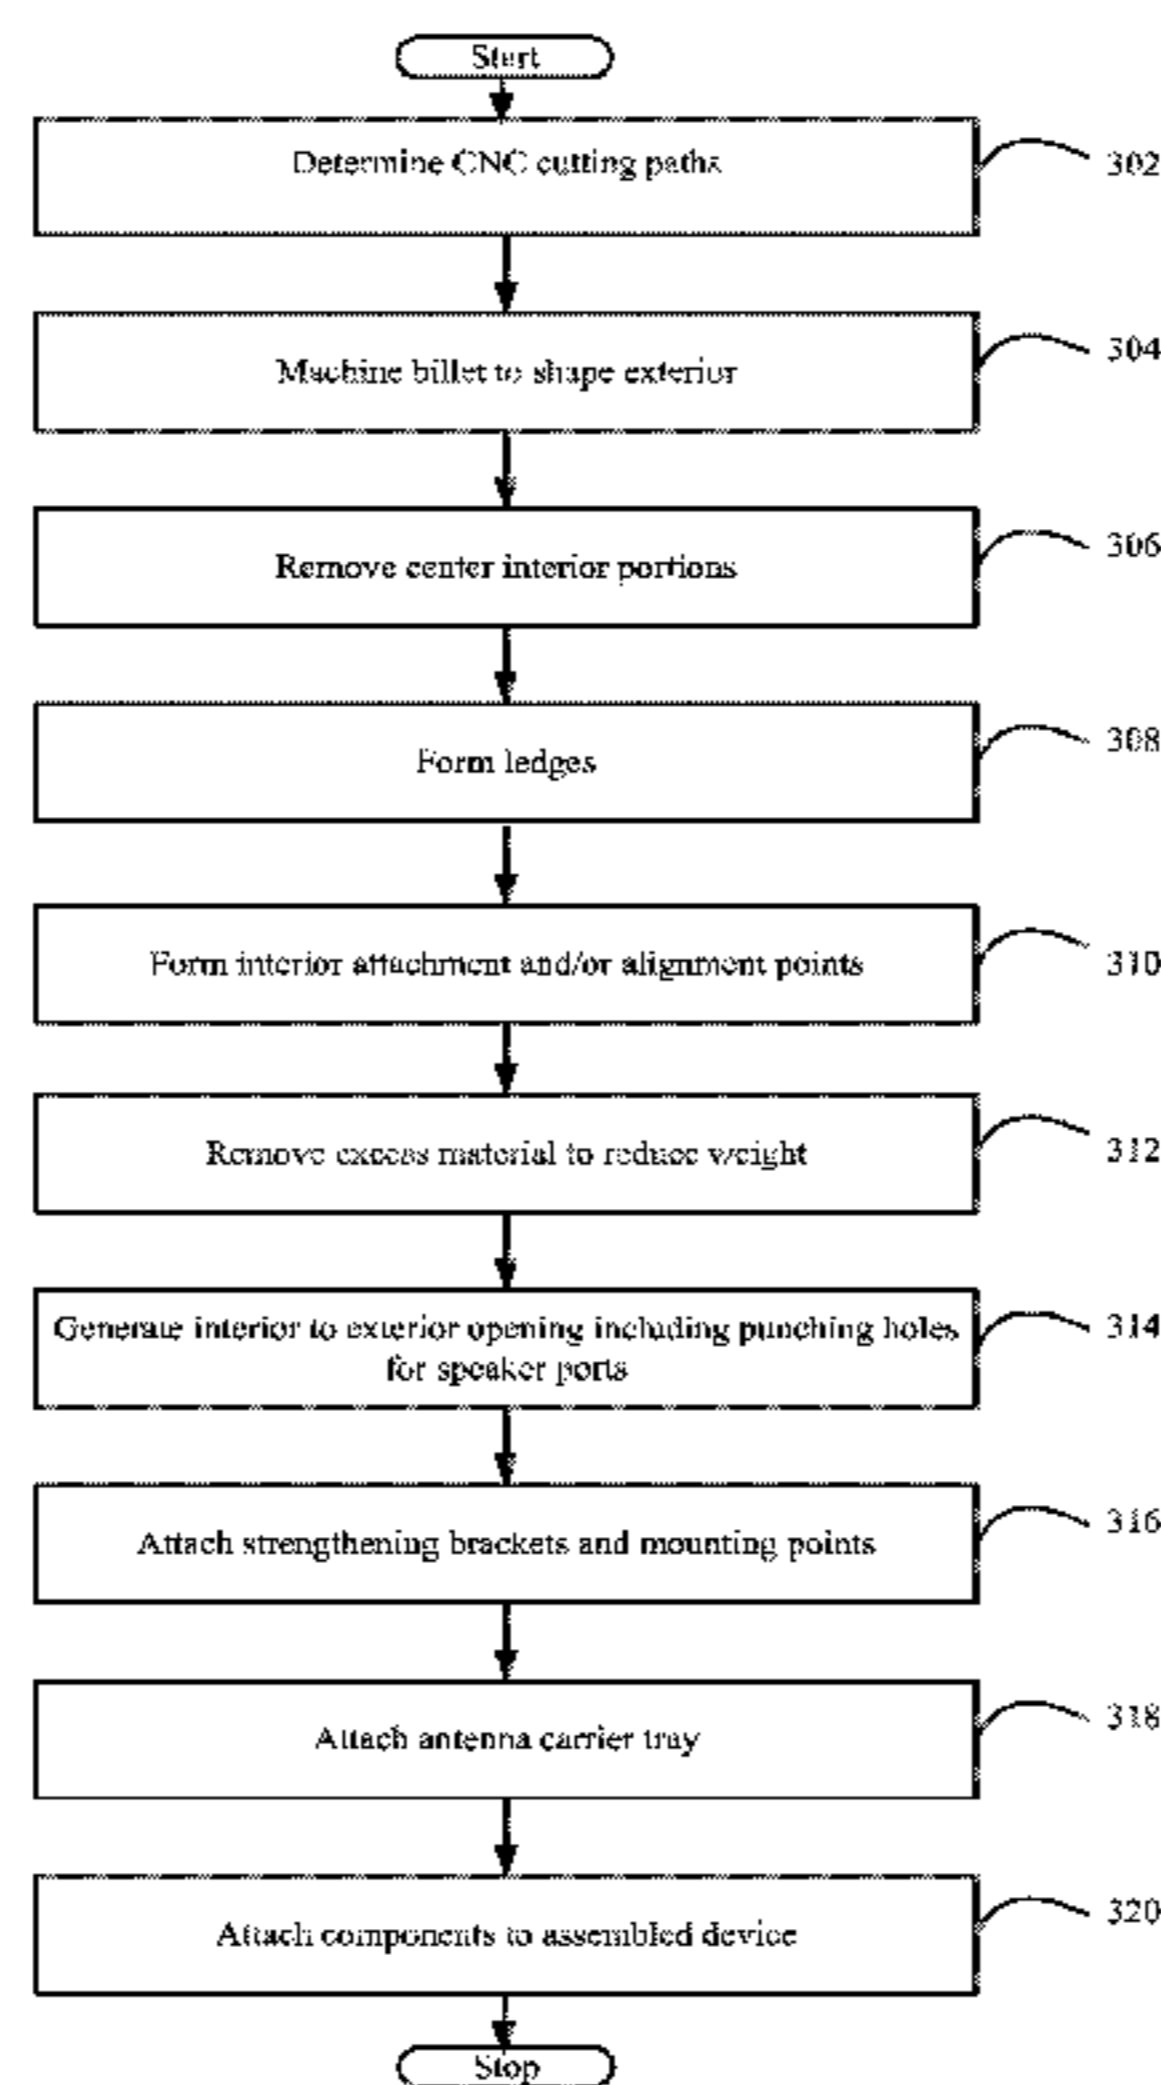 Start
Determine CNC cutting paths
302
Machine billet to shape exterior
304
Remove center interior portions
306
Form ledges
308
Form interior attachment and/or alignment points
310
Remove excess material to reduce weight
312
Generate interior to exterior opening including punching holes
for speaker ports
314
Attach strengthening brackets and mounting points
316
Attach antenna carrier tray
318
Attach components to assembled device
320
Stop